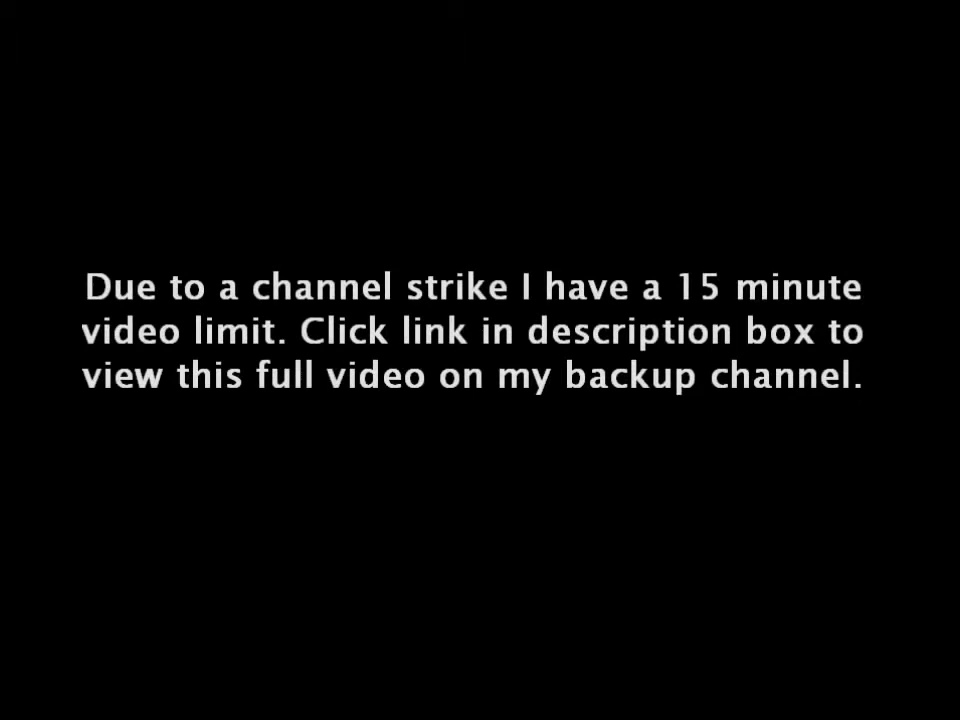 Due to a channel strike I have a 15 minute
video limit. Click link in description box to
view this full video on my backup channel.